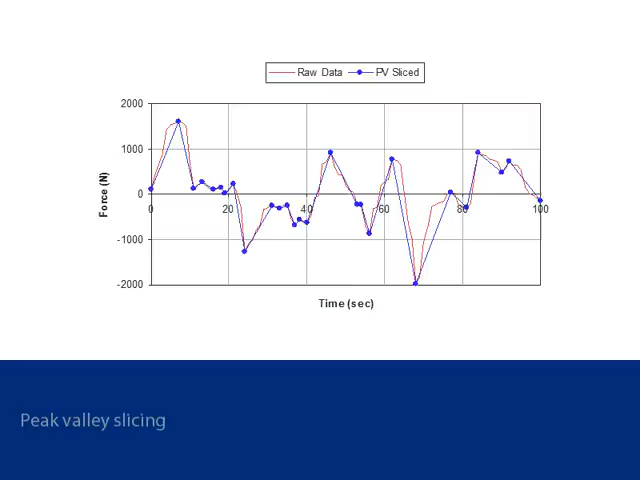 Raw Data PV Sliced
2000
1000
0
-1000
-2000
0 20 40 60 80 100
Force (N)
Time (sec)
Peak valley slicing